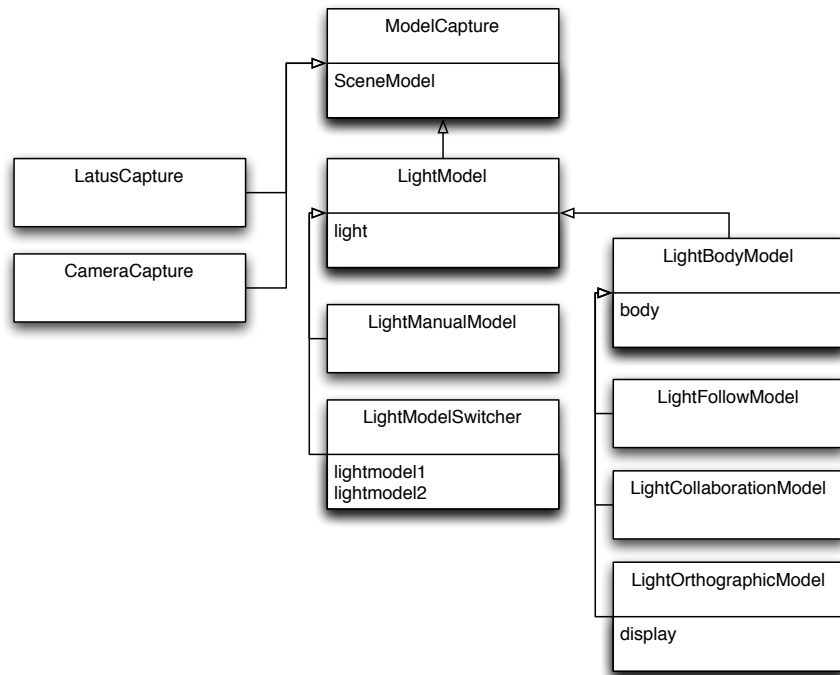 ModelCapture
SceneModel
LatusCapture
CameraCapture
LightModel
light
LightManualModel
LightModelSwitcher
lightmodel1
lightmodel2
LightBodyModel
body
LightFollowModel
LightCollaborationModel
LightOrthographicModel
display